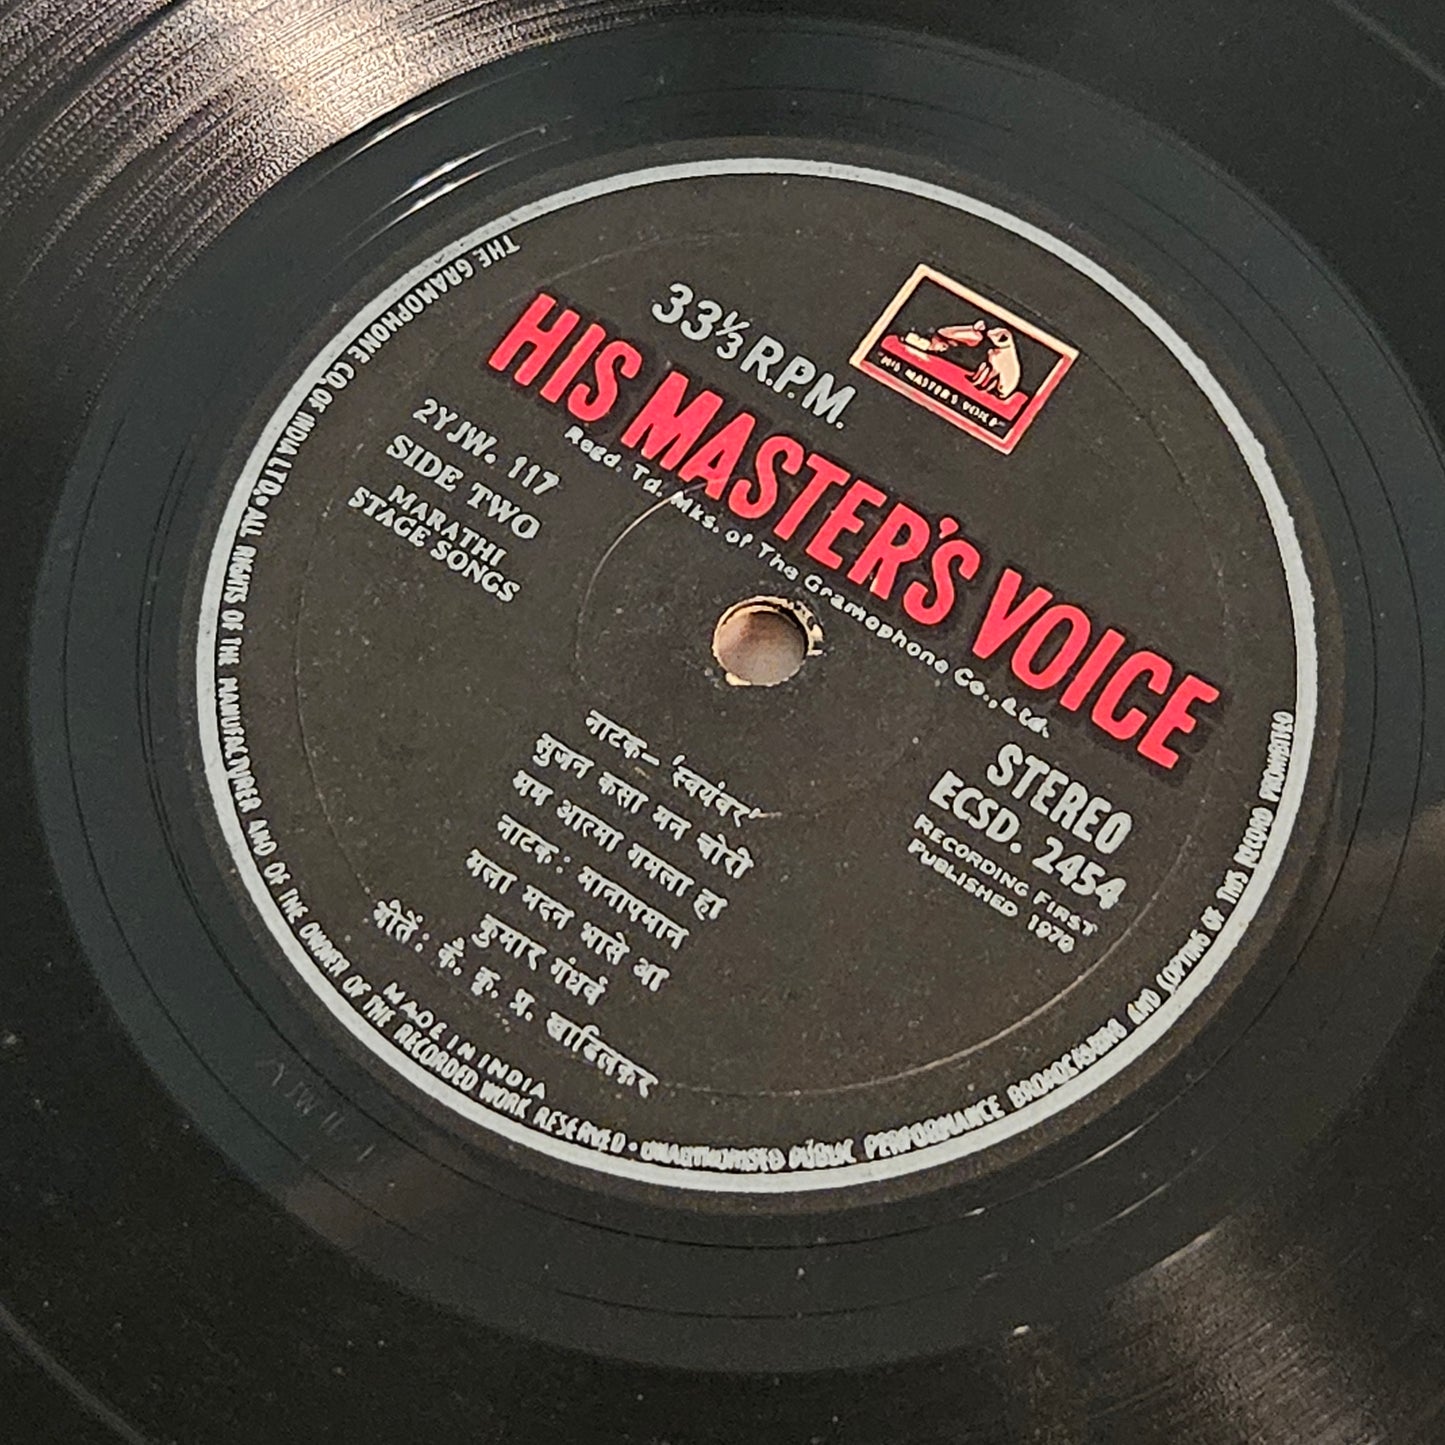 33⅓ R.P.M.
"HIS MASTER'S VOICE"
HIS MASTER'S VOICE
Regd. Td. Mks. of The Gramophone Co., Ltd.
2YJW. 117
SIDE TWO
MARATHI
STAGE SONGS
STEREO
ECSD. 2454
RECORDING FIRST
PUBLISHED 1970
नाटक– 'स्वयंवर'
सुजन कसा मन चोरी
मम आत्मा गमला हा
नाटक : मानापमान
मला मदन भासे हा
कुमार गंधर्व
गीतें : कै. कृ. प्र. खाडिलकर
MADE IN INDIA
THE GRAMOPHONE CO. OF INDIA LTD. • ALL RIGHTS OF THE MANUFACTURER AND OF THE OWNER OF THE RECORDED WORK RESERVED • UNAUTHORISED PUBLIC PERFORMANCE BROADCASTING AND COPYING OF THIS RECORD PROHIBITED